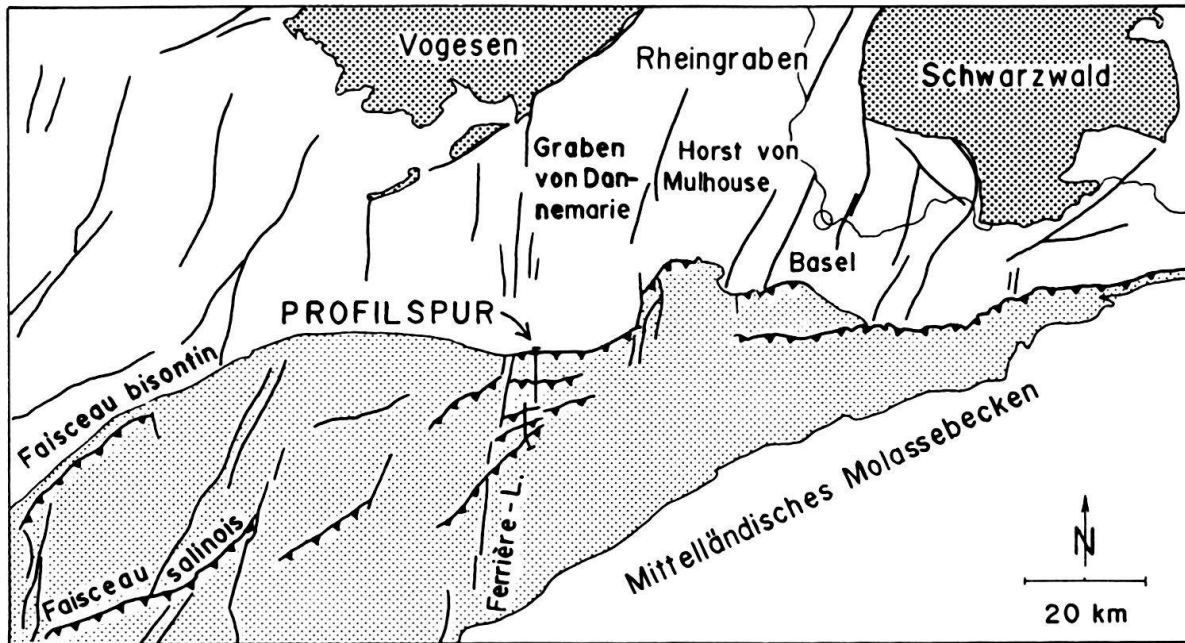 Vogesen
Rheingraben
Schwarzwald
Graben
von Dan-
nemarie
Horst von
Mulhouse
Basel
PROFILSPUR
Faisceau bisontin
Faisceau salinois
Ferrière-L.
Mittelländisches Molassebecken
N
20 km